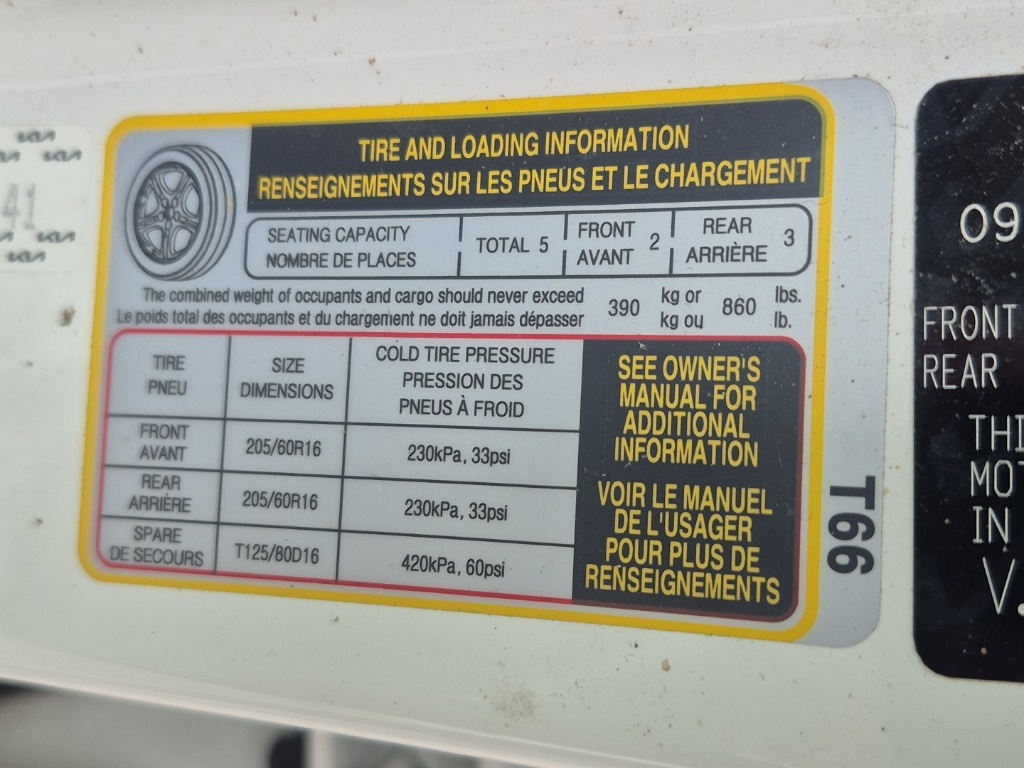 TIRE AND LOADING INFORMATION
RENSEIGNEMENTS SUR LES PNEUS ET LE CHARGEMENT
SEATING CAPACITY
NOMBRE DE PLACES
TOTAL 5
FRONT
AVANT
2
REAR
ARRIÈRE
3
The combined weight of occupants and cargo should never exceed
Le poids total des occupants et du chargement ne doit jamais dépasser
390
kg or
kg ou
860
lbs.
lb.
TIRE
PNEU
SIZE
DIMENSIONS
COLD TIRE PRESSURE
PRESSION DES
PNEUS À FROID
FRONT
AVANT
205/60R16
230kPa, 33psi
REAR
ARRIÈRE
205/60R16
230kPa, 33psi
SPARE
DE SECOURS
T125/80D16
420kPa, 60psi
SEE OWNER'S
MANUAL FOR
ADDITIONAL
INFORMATION
VOIR LE MANUEL
DE L'USAGER
POUR PLUS DE
RENSEIGNEMENTS
T66
09
FRONT
REAR
THI
MOT
IN
V.